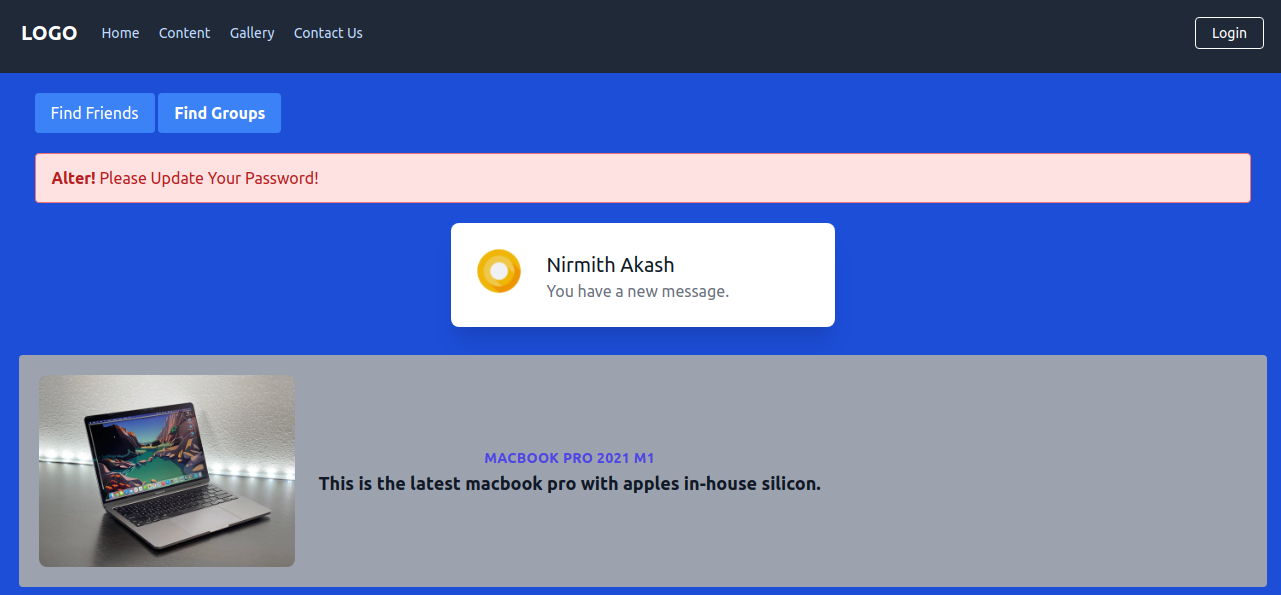 LOGO Home Content Gallery Contact Us Login
Find Friends Find Groups
Alter! Please Update Your Password!
Nirmith Akash
You have a new message.
MACBOOK PRO 2021 M1
This is the latest macbook pro with apples in-house silicon.